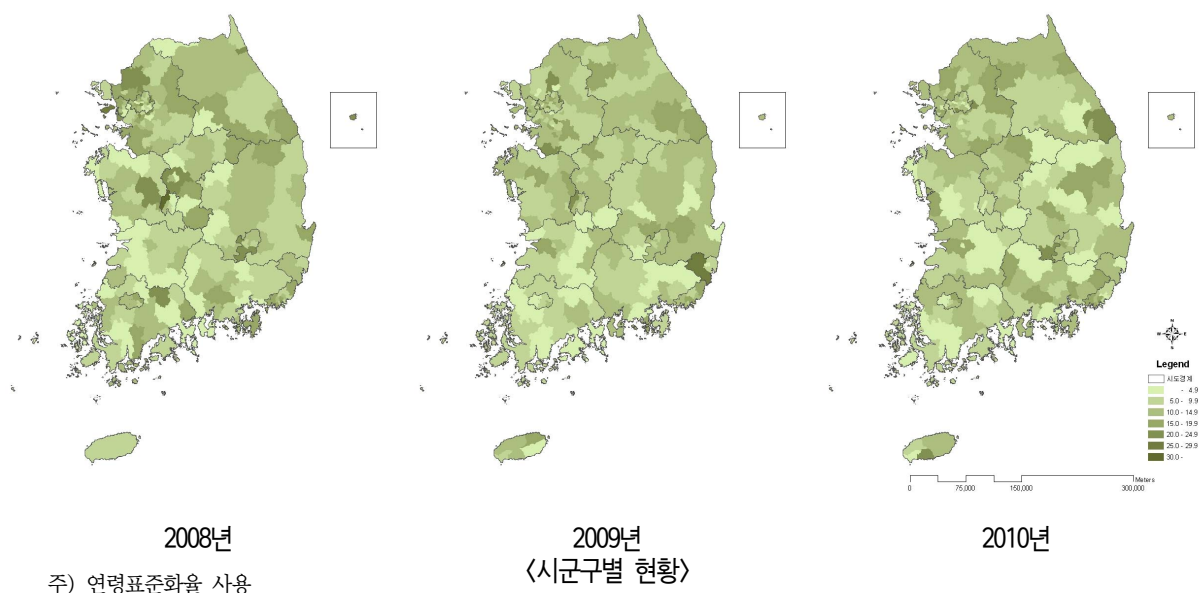 N
W E
S
Legend
시도경계
- 4.9
5.0 - 9.9
10.0 - 14.9
15.0 - 19.9
20.0 - 24.9
25.0 - 29.9
30.0 -
Meters
0 75,000 150,000 300,000
2008년 2009년 2010년
〈시군구별 현황〉
주) 연령표준화율 사용